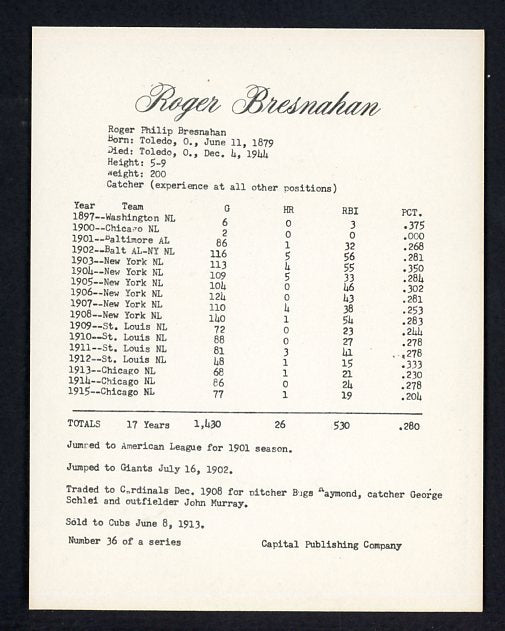 Roger Bresnahan
Roger Philip Bresnahan
Born: Toledo, O., June 11, 1879
Died: Toledo, O., Dec. 4, 1944
Height: 5-9
Weight: 200
Catcher (experience at all other positions)
Year Team G HR RBI PCT.
1897--Washington NL 6 0 3 .375
1900--Chicago NL 2 0 0 .000
1901--Baltimore AL 86 1 32 .268
1902--Balt AL-NY NL 116 5 56 .281
1903--New York NL 113 4 55 .350
1904--New York NL 109 5 33 .284
1905--New York NL 104 0 46 .302
1906--New York NL 124 0 43 .281
1907--New York NL 110 4 38 .253
1908--New York NL 140 1 54 .283
1909--St. Louis NL 72 0 23 .244
1910--St. Louis NL 88 0 27 .278
1911--St. Louis NL 81 3 41 .278
1912--St. Louis NL 48 1 15 .333
1913--Chicago NL 68 1 21 .230
1914--Chicago NL 86 0 24 .278
1915--Chicago NL 77 1 19 .204
TOTALS 17 Years 1,430 26 530 .280
Jumped to American League for 1901 season.
Jumped to Giants July 16, 1902.
Traded to Cardinals Dec. 1908 for pitcher Bugs Raymond, catcher George
Schlei and outfielder John Murray.
Sold to Cubs June 8, 1913.
Number 36 of a series Capital Publishing Company